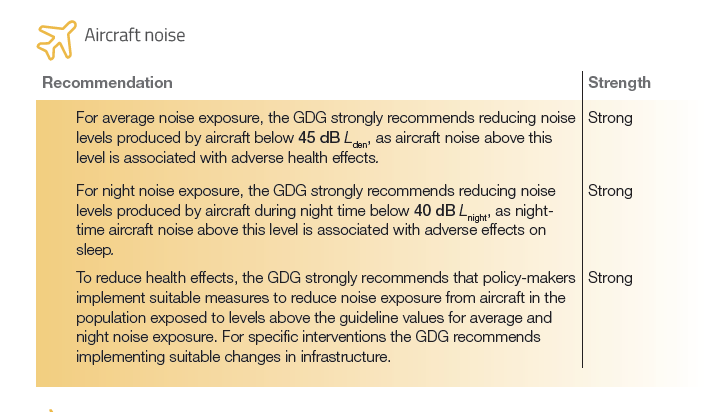 Aircraft noise
Recommendation
Strength
For average noise exposure, the GDG strongly recommends reducing noise
levels produced by aircraft below 45 dB Lden, as aircraft noise above this
level is associated with adverse health effects.
Strong
For night noise exposure, the GDG strongly recommends reducing noise
levels produced by aircraft during night time below 40 dB Lnight, as night-
time aircraft noise above this level is associated with adverse effects on
sleep.
Strong
To reduce health effects, the GDG strongly recommends that policy-makers
implement suitable measures to reduce noise exposure from aircraft in the
population exposed to levels above the guideline values for average and
night noise exposure. For specific interventions the GDG recommends
implementing suitable changes in infrastructure.
Strong